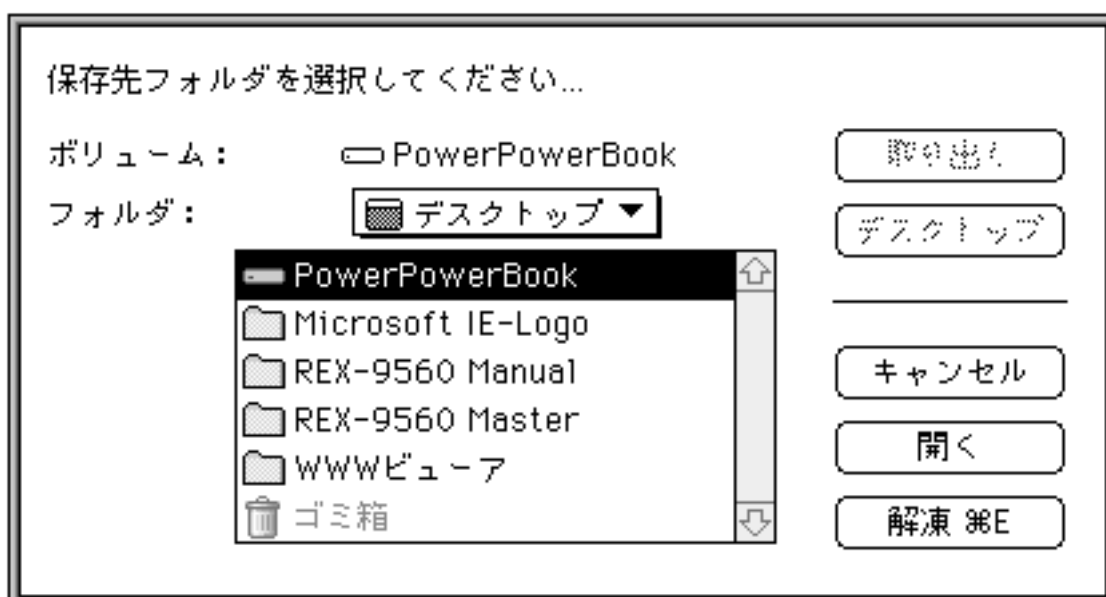 保存先フォルダを選択してください...
ボリューム： PowerPowerBook
フォルダ： デスクトップ ▼
PowerPowerBook
Microsoft IE-Logo
REX-9560 Manual
REX-9560 Master
WWWビューア
ゴミ箱
取り出し
デスクトップ
キャンセル
開く
解凍 ⌘E